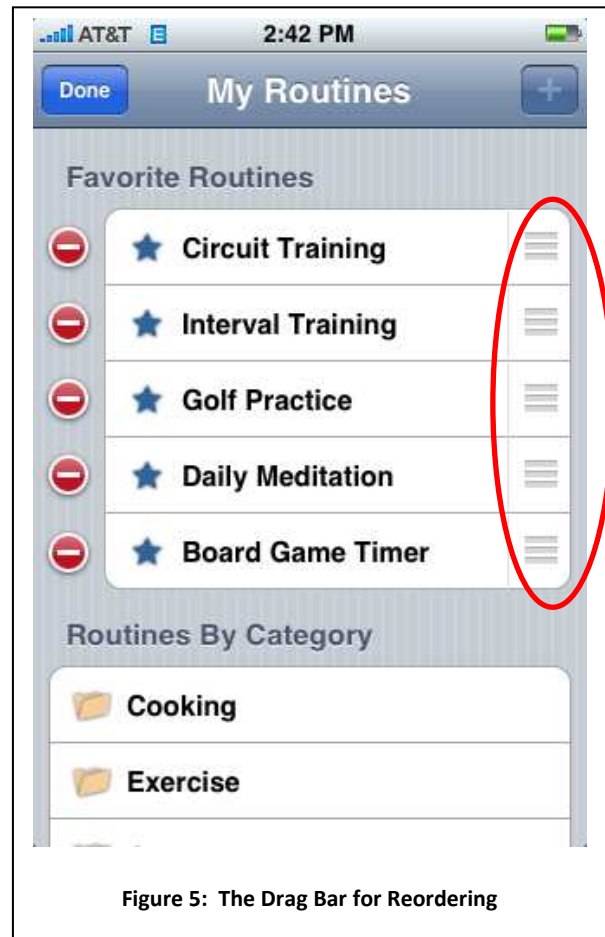 AT&T E 2:42 PM
Done My Routines +
Favorite Routines
Circuit Training
Interval Training
Golf Practice
Daily Meditation
Board Game Timer
Routines By Category
Cooking
Exercise
Figure 5: The Drag Bar for Reordering